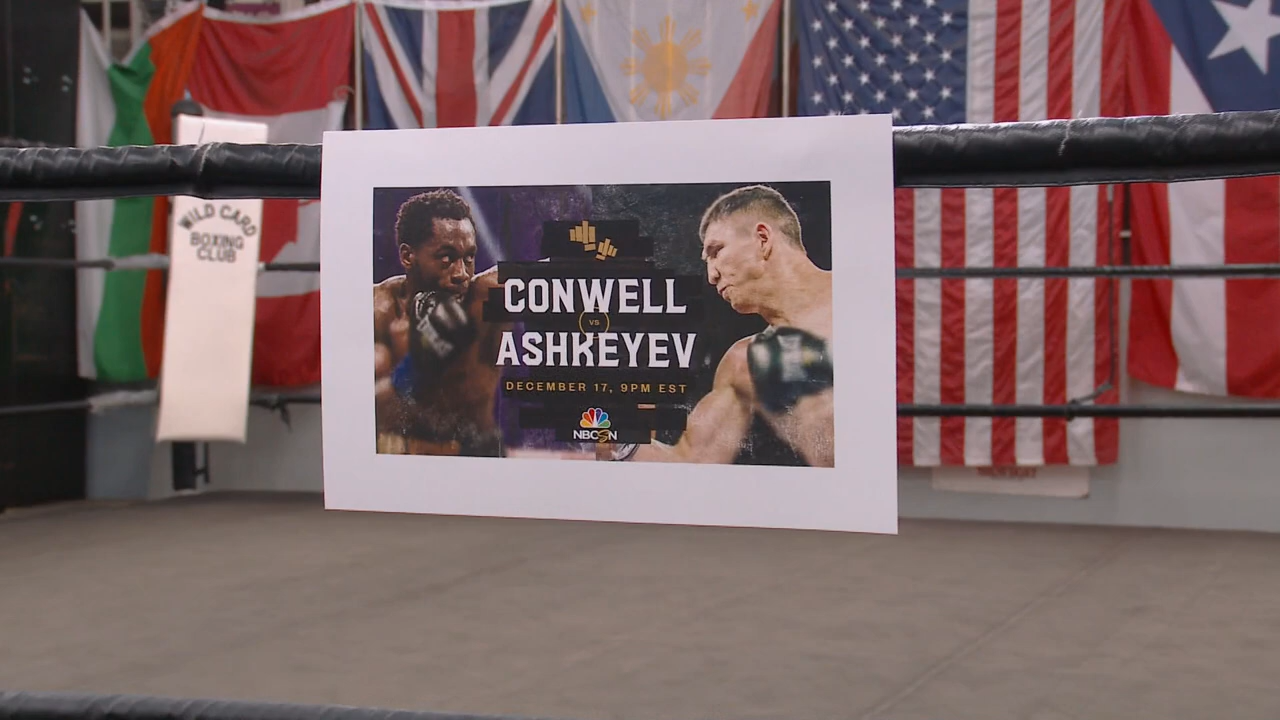 WILD CARD
BOXING
CLUB
CONWELL
VS
ASHKEYEV
DECEMBER 17, 9PM EST
NBCSN